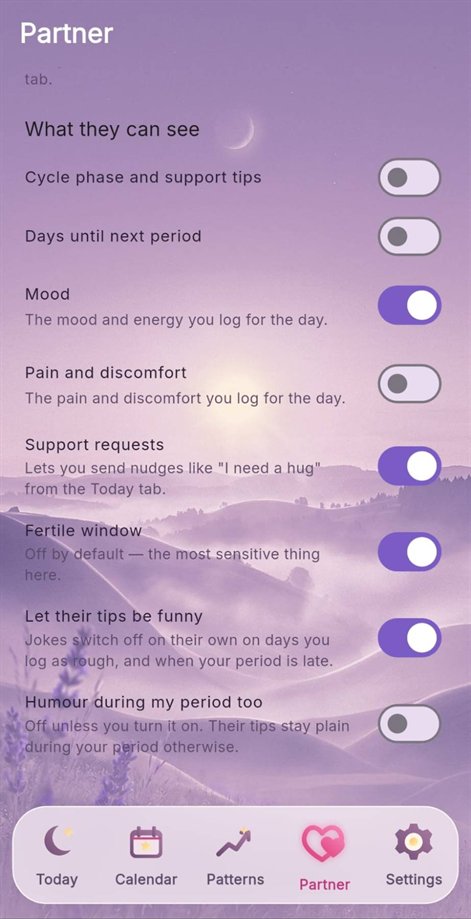 Partner
tab.
What they can see
Cycle phase and support tips
Days until next period
Mood
The mood and energy you log for the day.
Pain and discomfort
The pain and discomfort you log for the day.
Support requests
Lets you send nudges like "I need a hug"
from the Today tab.
Fertile window
Off by default — the most sensitive thing
here.
Let their tips be funny
Jokes switch off on their own on days you
log as rough, and when your period is late.
Humour during my period too
Off unless you turn it on. Their tips stay plain
during your period otherwise.
Today
Calendar
Patterns
Partner
Settings